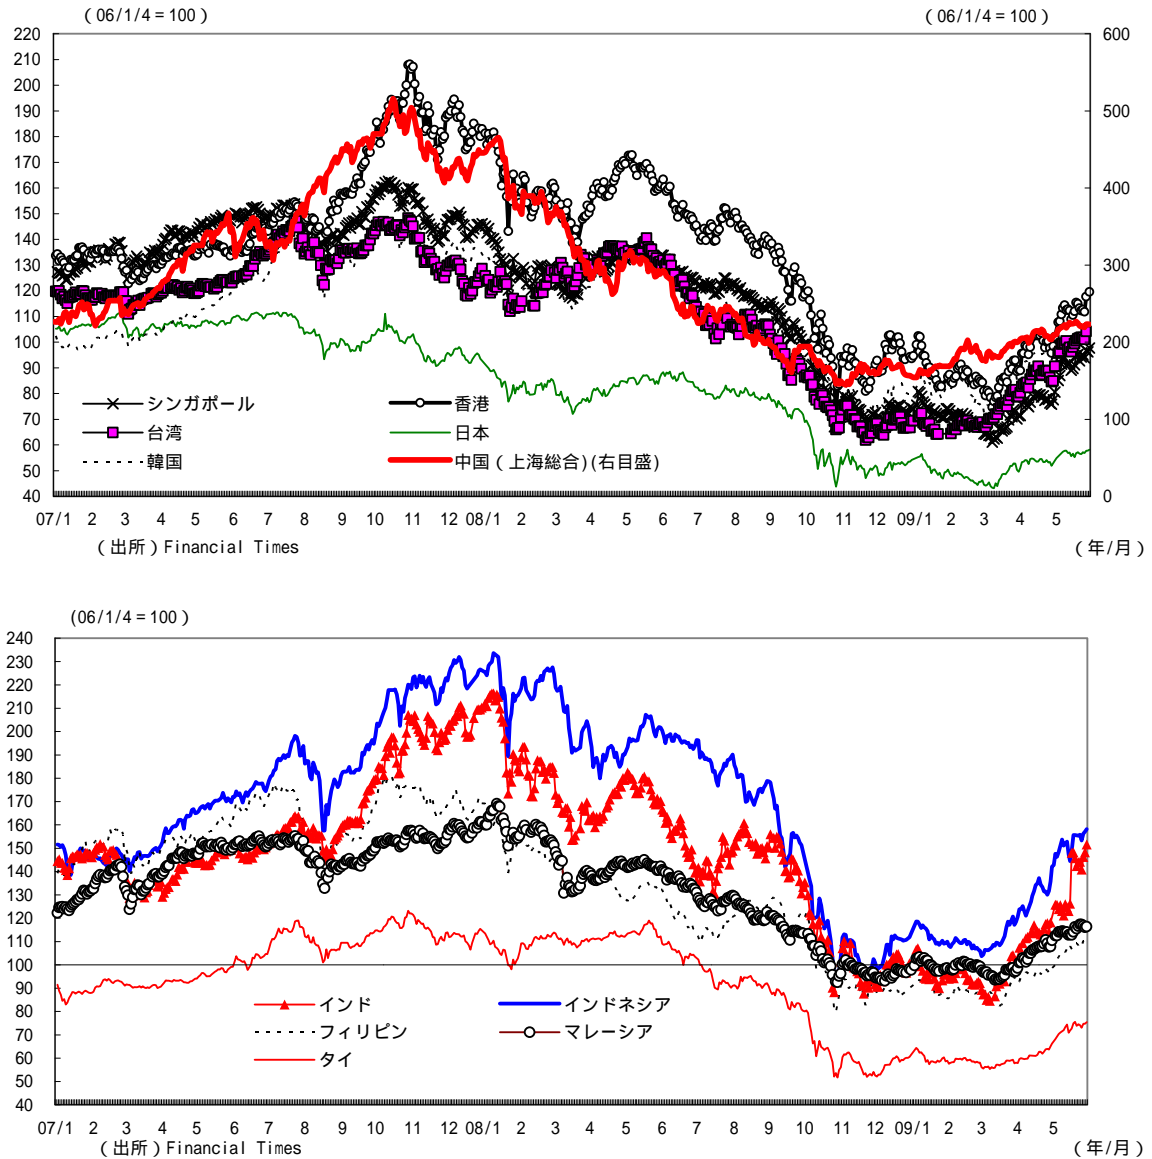 ( 06/1/4 = 100 )
( 06/1/4 = 100 )
220
210
200
190
180
170
160
150
140
130
120
110
100
90
80
70
60
50
40
600
500
400
300
200
100
0
シンガポール
香港
台湾
日本
韓国
中国 ( 上海総合) (右目盛)
07/1 2 3 4 5 6 7 8 9 10 11 12 08/1 2 3 4 5 6 7 8 9 10 11 12 09/1 2 3 4 5
( 出所 ) Financial Times
( 年/月 )
(06/1/4 = 100 )
240
230
220
210
200
190
180
170
160
150
140
130
120
110
100
90
80
70
60
50
40
インド
インドネシア
フィリピン
マレーシア
タイ
07/1 2 3 4 5 6 7 8 9 10 11 12 08/1 2 3 4 5 6 7 8 9 10 11 12 09/1 2 3 4 5
( 出所 ) Financial Times
( 年/月 )